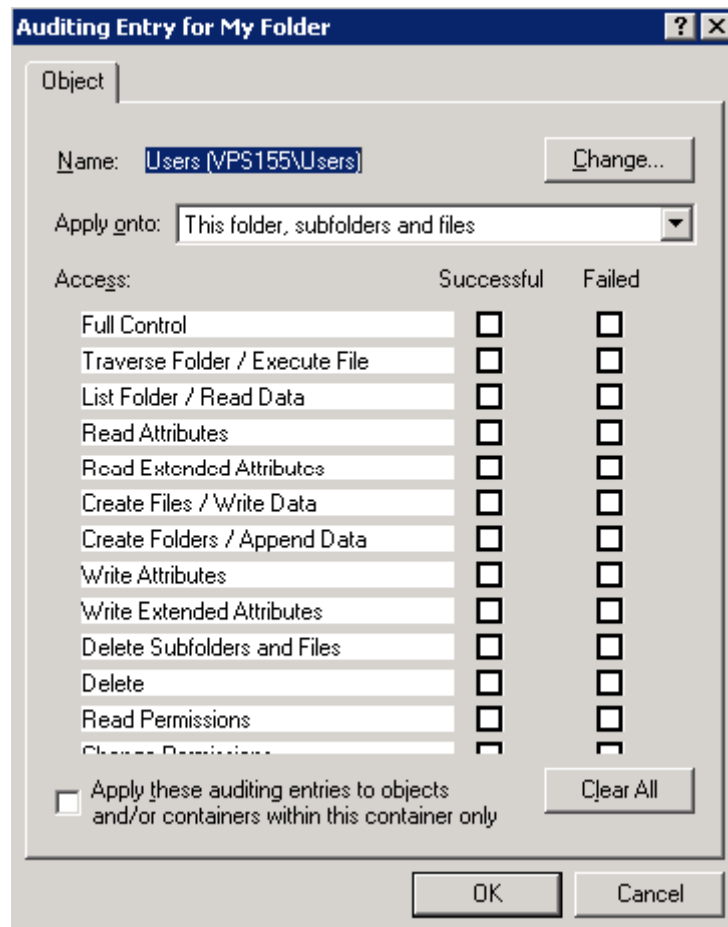 Auditing Entry for My Folder
Object
Name: Users (VPS155\Users) Change...
Apply onto: This folder, subfolders and files
Access: Successful Failed
Full Control
Traverse Folder / Execute File
List Folder / Read Data
Read Attributes
Read Extended Attributes
Create Files / Write Data
Create Folders / Append Data
Write Attributes
Write Extended Attributes
Delete Subfolders and Files
Delete
Read Permissions
Change Permissions
Apply these auditing entries to objects
and/or containers within this container only
Clear All
OK Cancel